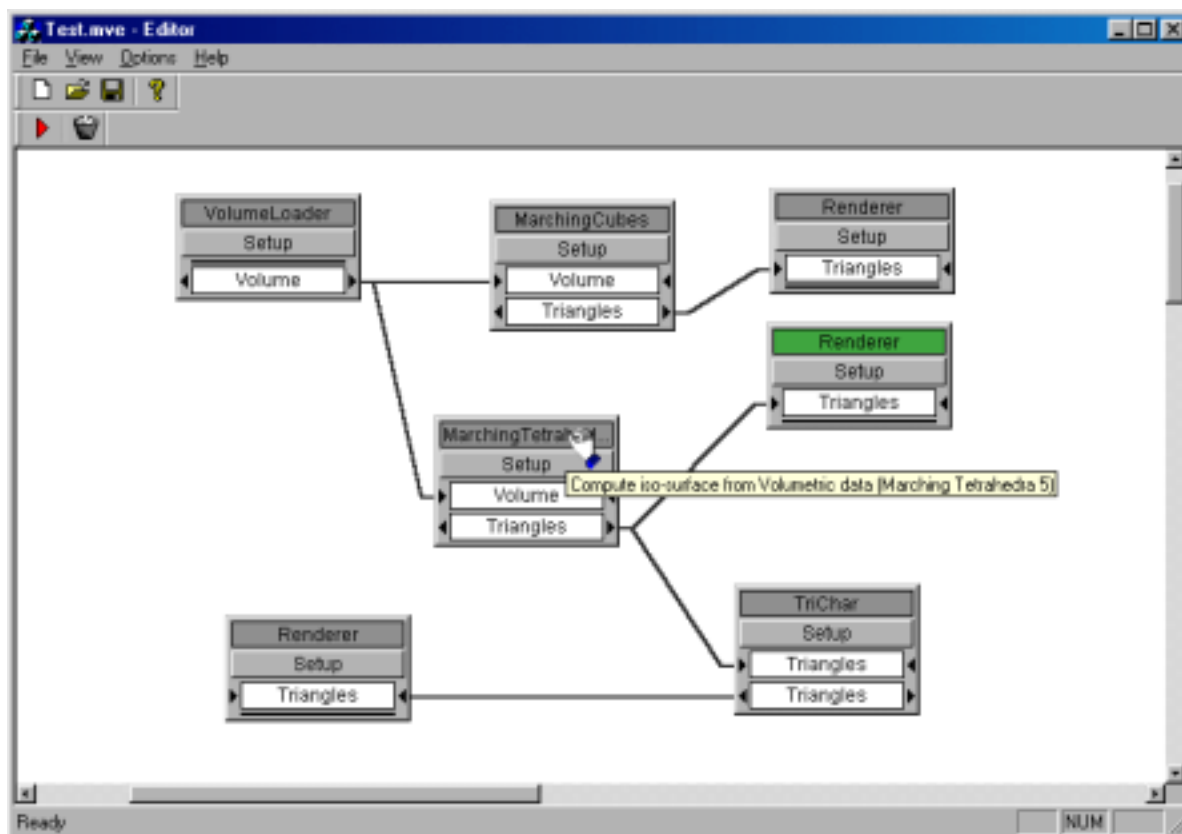 Test.mve - Editor
File View Options Help
VolumeLoader
Setup
Volume
MarchingCubes
Setup
Volume
Triangles
Renderer
Setup
Triangles
Renderer
Setup
Triangles
MarchingTetrahed...
Setup
Volume
Triangles
Compute iso-surface from Volumetric data (Marching Tetrahedra 5)
TriChar
Setup
Triangles
Triangles
Renderer
Setup
Triangles
Ready
NUM